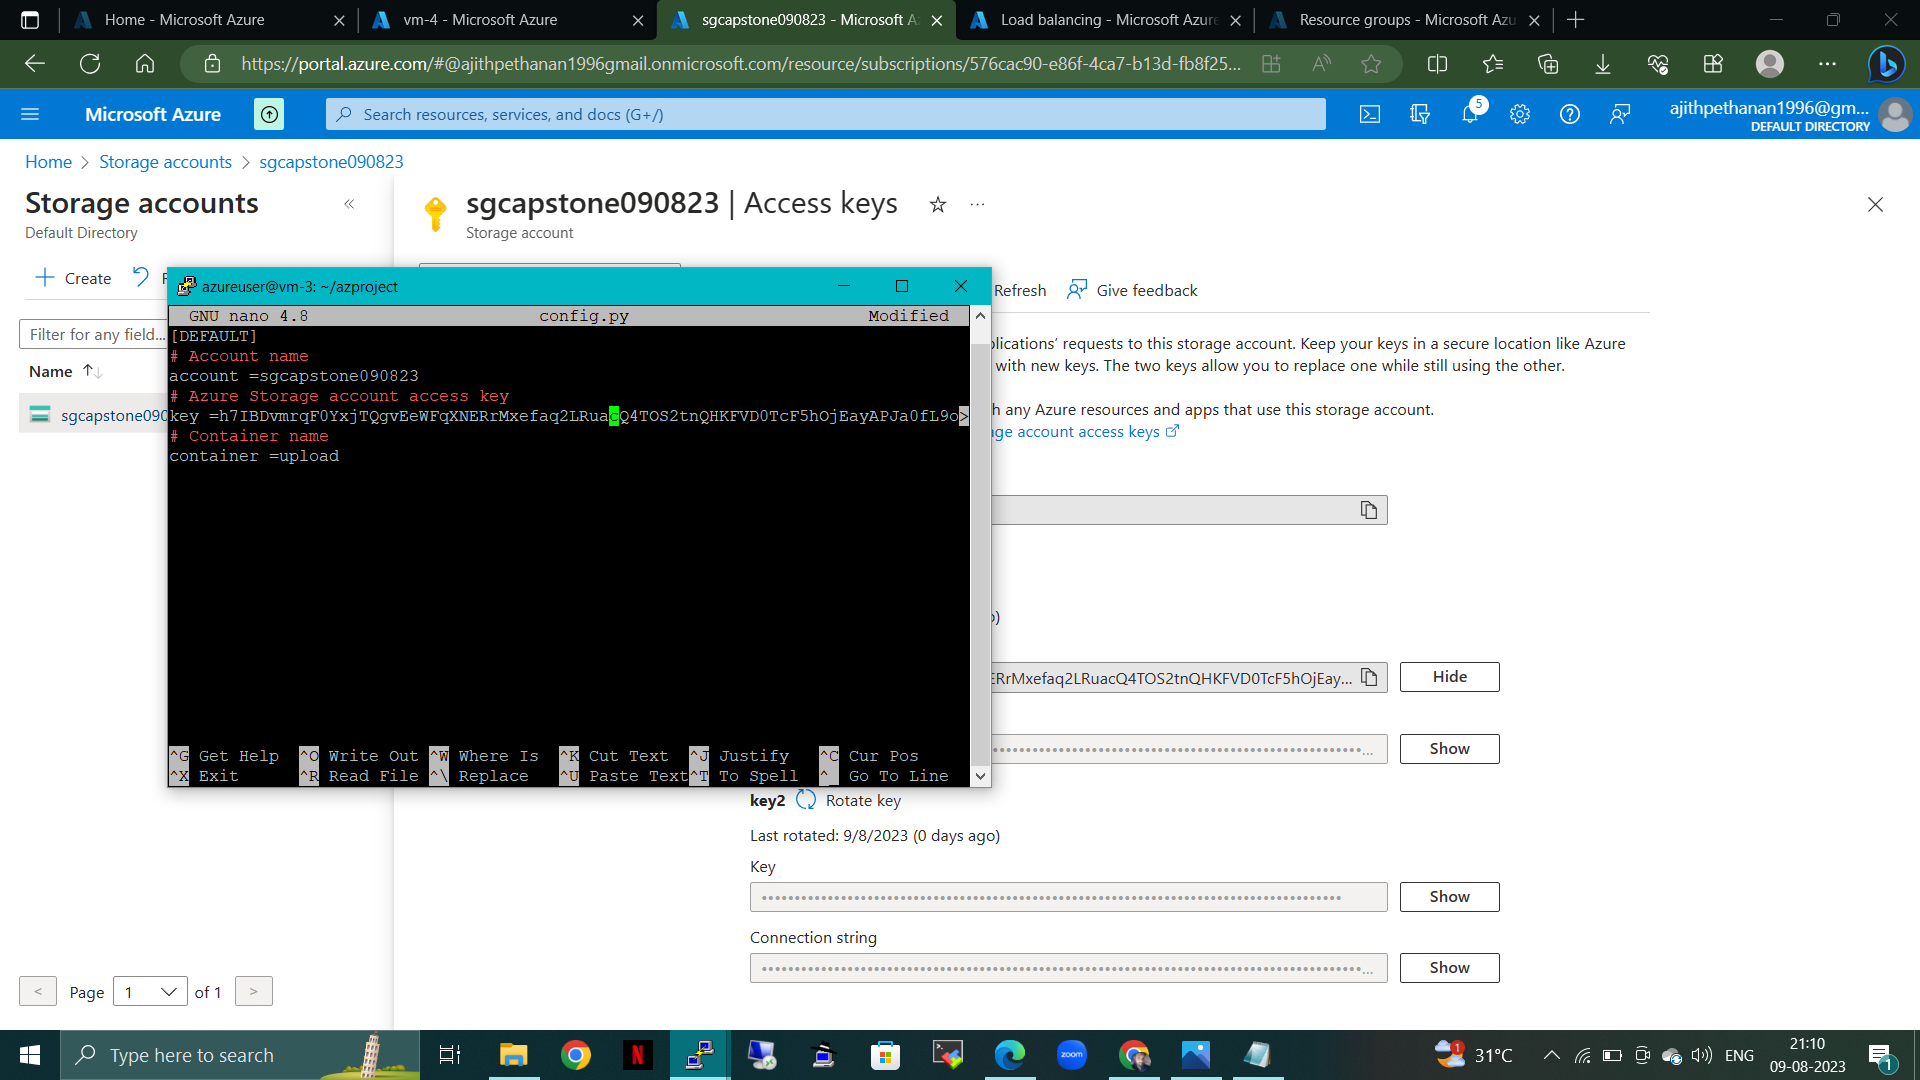 Home - Microsoft Azure
vm-4 - Microsoft Azure
sgcapstone090823 - Microsoft A
Load balancing - Microsoft Azure
Resource groups - Microsoft Azu
https://portal.azure.com/#@ajithpethanan1996gmail.onmicrosoft.com/resource/subscriptions/576cac90-e86f-4ca7-b13d-fb8f25...
Microsoft Azure
Search resources, services, and docs (G+/)
5
ajithpethanan1996@gm...
DEFAULT DIRECTORY
Home > Storage accounts > sgcapstone090823
Storage accounts
Default Directory
Create
Filter for any field...
Name
sgcapstone090
< Page 1 of 1 >
sgcapstone090823 | Access keys
Storage account
Refresh
Give feedback
plications' requests to this storage account. Keep your keys in a secure location like Azure
with new keys. The two keys allow you to replace one while still using the other.
h any Azure resources and apps that use this storage account.
age account access keys
ERrMxefaq2LRuacQ4TOS2tnQHKFVD0TcF5hOjEay...
Hide
Show
key2
Rotate key
Last rotated: 9/8/2023 (0 days ago)
Key
Show
Connection string
Show
azureuser@vm-3: ~/azproject
GNU nano 4.8 config.py Modified
[DEFAULT]
# Account name
account =sgcapstone090823
# Azure Storage account access key
key =h7IBDvmrqF0YxjTQgvEeWFqXNERrMxefaq2LRuacQ4TOS2tnQHKFVD0TcF5hOjEayAPJa0fL9o>
# Container name
container =upload
^G Get Help ^O Write Out ^W Where Is ^K Cut Text ^J Justify ^C Cur Pos
^X Exit ^R Read File ^\ Replace ^U Paste Text ^T To Spell ^_ Go To Line
Type here to search
zoom
1
31°C
ENG
21:10
09-08-2023
1